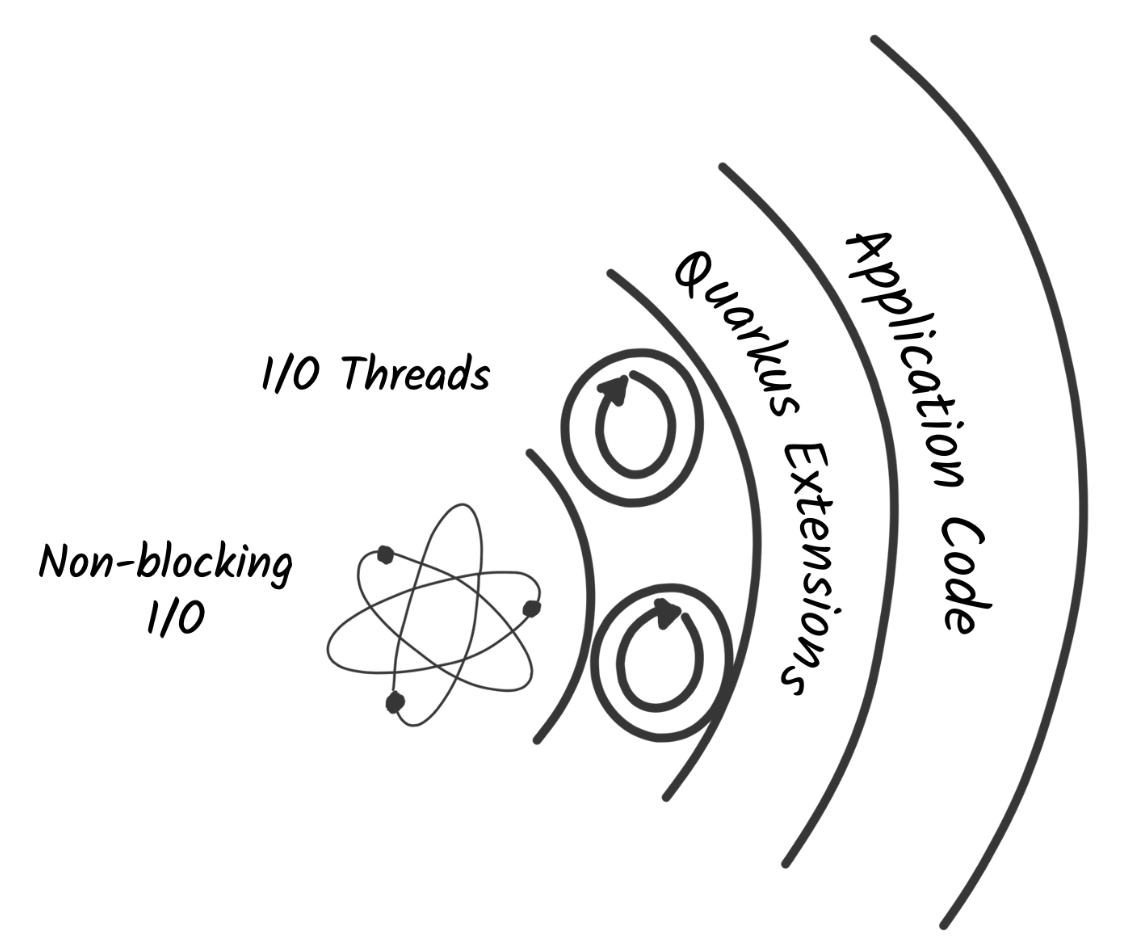 I/O Threads
Non-blocking
I/O
Quarkus Extensions
Application Code